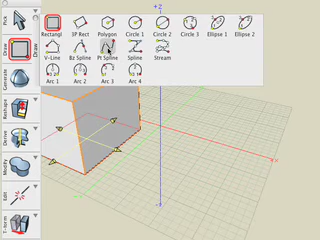 Pick
Draw
Draw
Generate
Reshape
Derive
Modify
Edit
T-form
Rectangl 3P Rect Polygon Circle 1 Circle 2 Circle 3 Ellipse 1 Ellipse 2
V-Line Bz Spline Pt Spline Spline Stream
Arc 1 Arc 2 Arc 3 Arc 4
+Z
+X
-Z